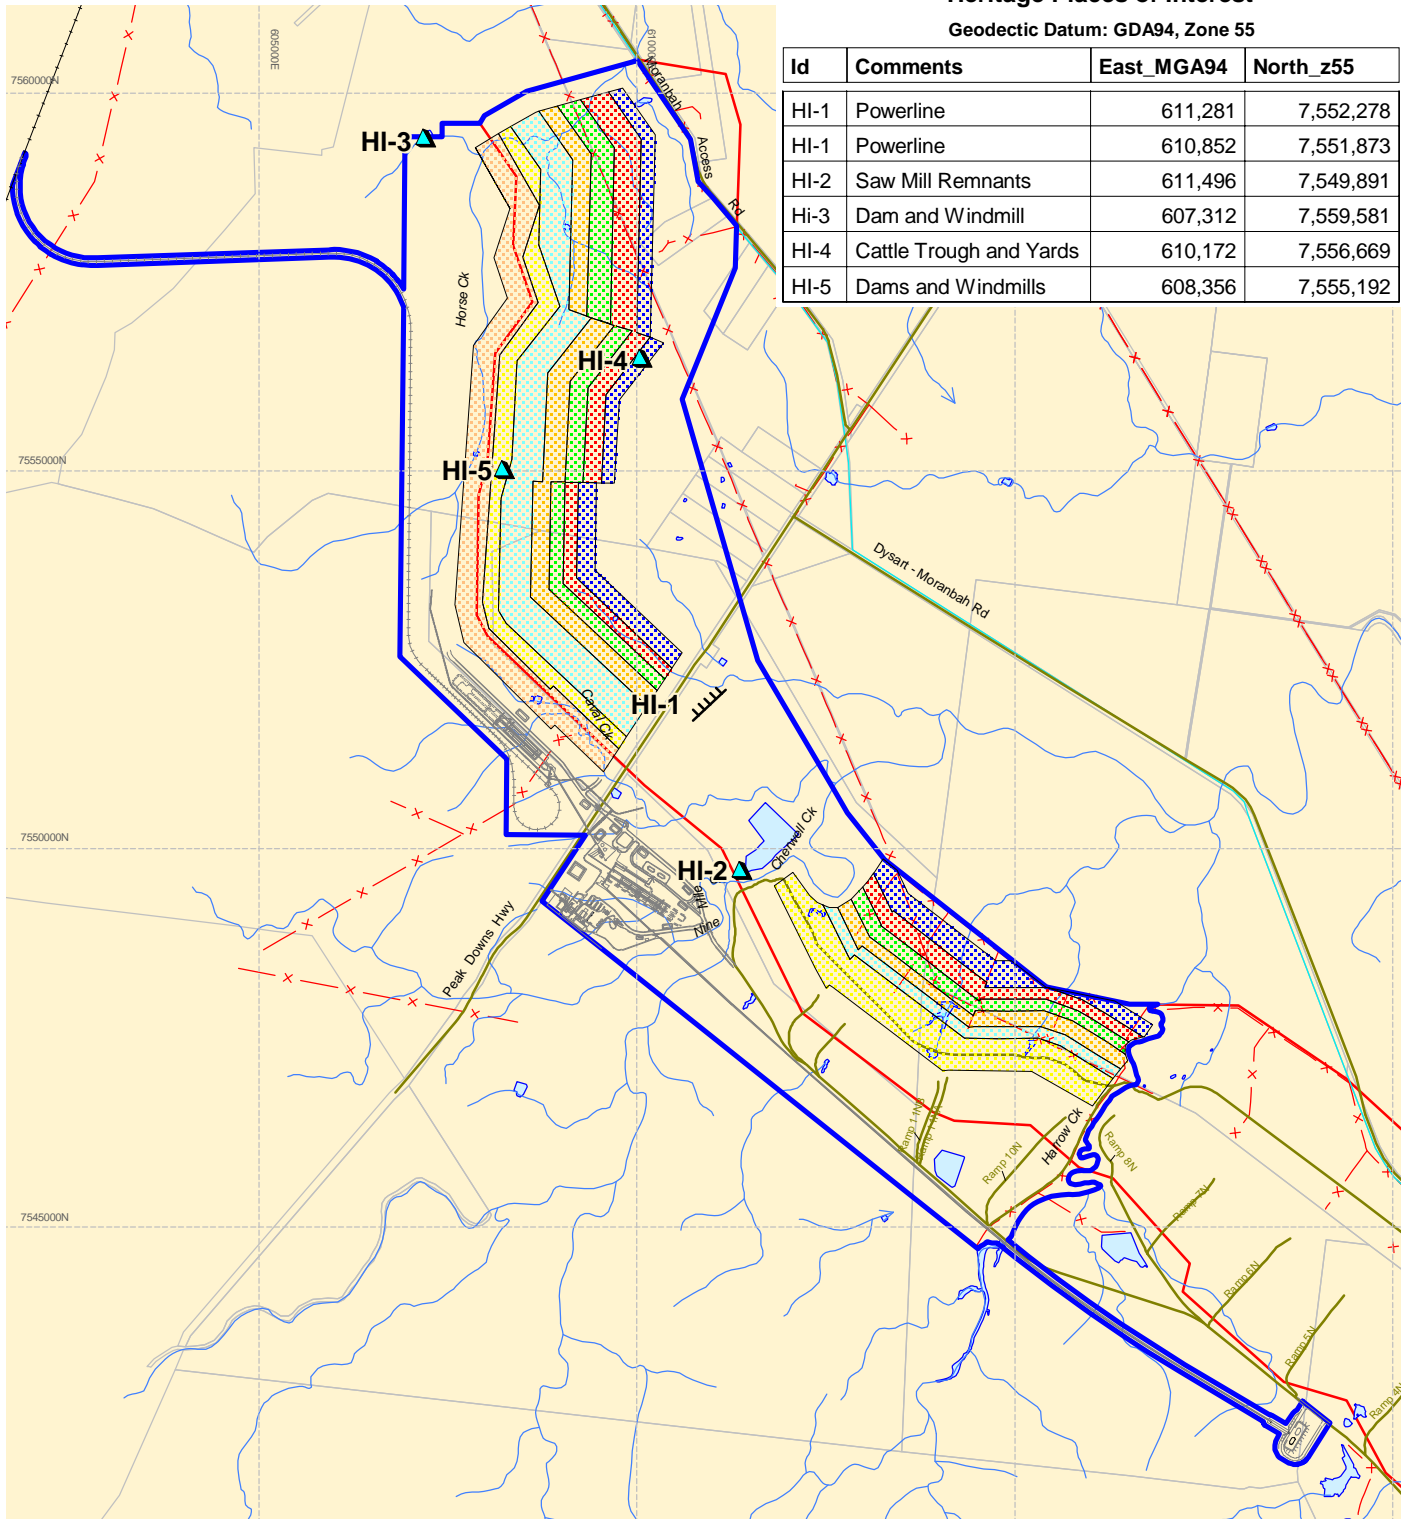 Heritage Places of Interest
Geodectic Datum: GDA94, Zone 55
Id Comments East_MGA94 North_z55
HI-1 Powerline 611,281 7,552,278
HI-1 Powerline 610,852 7,551,873
HI-2 Saw Mill Remnants 611,496 7,549,891
Hi-3 Dam and Windmill 607,312 7,559,581
HI-4 Cattle Trough and Yards 610,172 7,556,669
HI-5 Dams and Windmills 608,356 7,555,192
605000E
7560000N
Moranbah
Access
Rd
HI-3
Horse Ck
HI-4
7555000N
HI-5
Dysart - Moranbah Rd
HI-1
Caval Ck
7550000N
Cherwell Ck
HI-2
Nine
Mile
Peak Downs Hwy
Ramp 10N
Harrow Ck
Ramp 8N
Ramp 7N
7545000N
Ramp 6N
Ramp 5N
Ramp 4N